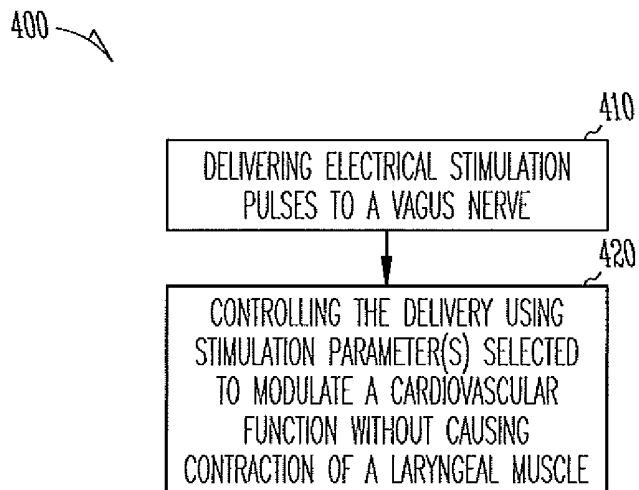 400
410
DELIVERING ELECTRICAL STIMULATION
PULSES TO A VAGUS NERVE
420
CONTROLLING THE DELIVERY USING
STIMULATION PARAMETER(S) SELECTED
TO MODULATE A CARDIOVASCULAR
FUNCTION WITHOUT CAUSING
CONTRACTION OF A LARYNGEAL MUSCLE